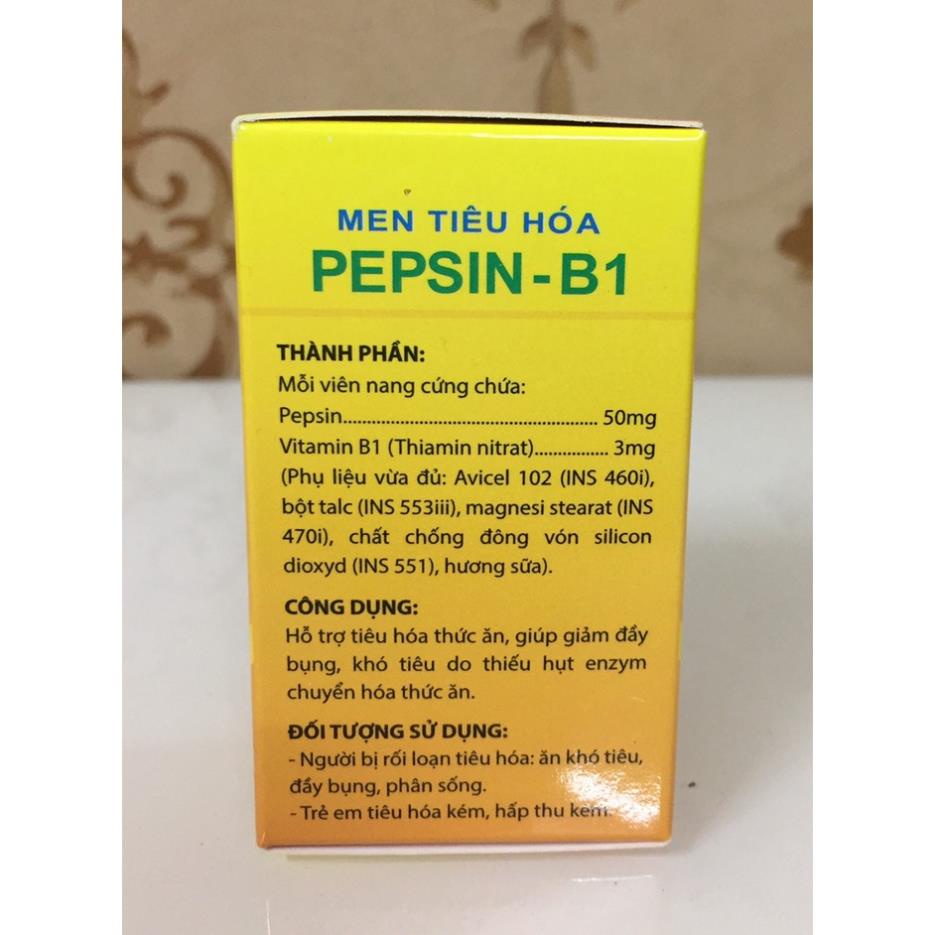 MEN TIÊU HÓA
PEPSIN - B1
THÀNH PHẦN:
Mỗi viên nang cứng chứa:
Pepsin...................................................... 50mg
Vitamin B1 (Thiamin nitrat)................ 3mg
(Phụ liệu vừa đủ: Avicel 102 (INS 460i),
bột talc (INS 553iii), magnesi stearat (INS
470i), chất chống đông vón silicon
dioxyd (INS 551), hương sữa).
CÔNG DỤNG:
Hỗ trợ tiêu hóa thức ăn, giúp giảm đầy
bụng, khó tiêu do thiếu hụt enzym
chuyển hóa thức ăn.
ĐỐI TƯỢNG SỬ DỤNG:
- Người bị rối loạn tiêu hóa: ăn khó tiêu,
đầy bụng, phân sống.
- Trẻ em tiêu hóa kém, hấp thu kém.